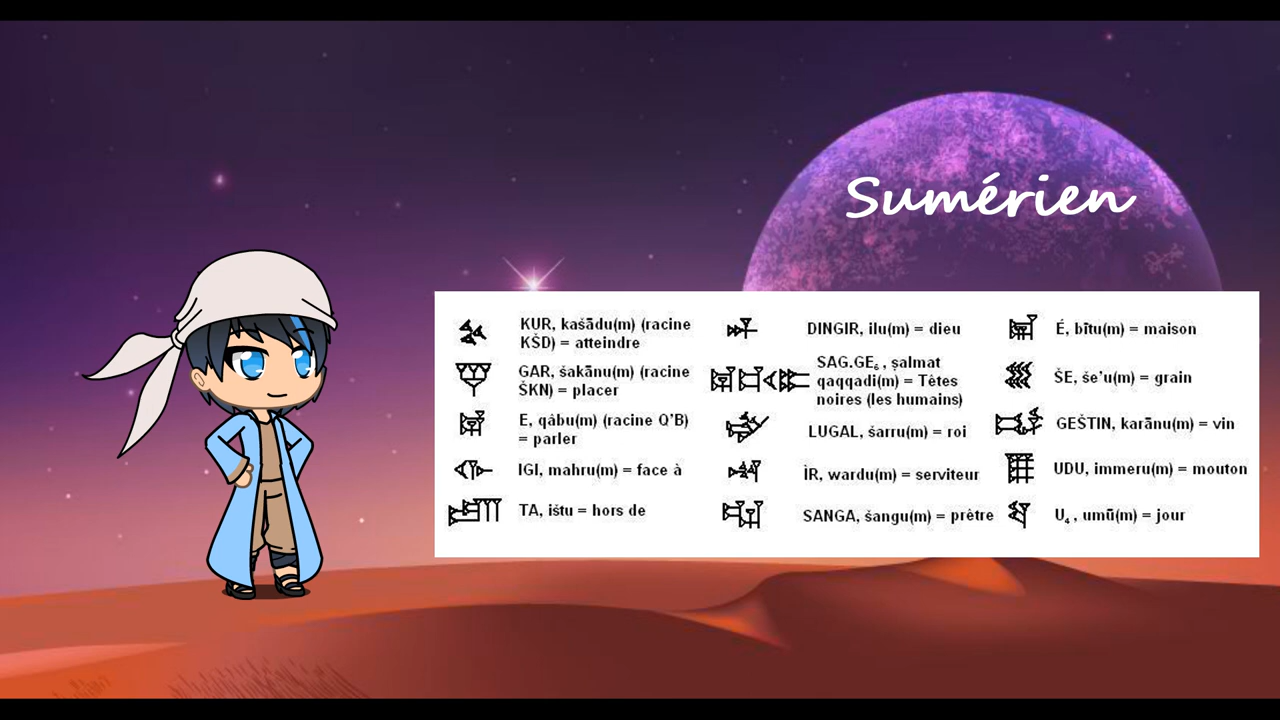 Sumérien
𒆳 KUR, kašādu(m) (racine
KŠD) = atteindre
𒃻 GAR, šakānu(m) (racine
ŠKN) = placer
𒂊 E, qâbu(m) (racine Q'B)
= parler
𒅆 IGI, mahru(m) = face à
𒋫 TA, ištu = hors de
𒀭 DINGIR, ilu(m) = dieu
𒊕𒈪 SAG.GE₆ , ṣalmat
qaqqadi(m) = Têtes
noires (les humains)
𒈗 LUGAL, šarru(m) = roi
ÌR, wardu(m) = serviteur
SANGA, šangu(m) = prêtre
𒂍 É, bītu(m) = maison
𒊺 ŠE, še'u(m) = grain
GEŠTIN, karānu(m) = vin
𒇻 UDU, immeru(m) = mouton
𒌓 U₄ , umū(m) = jour